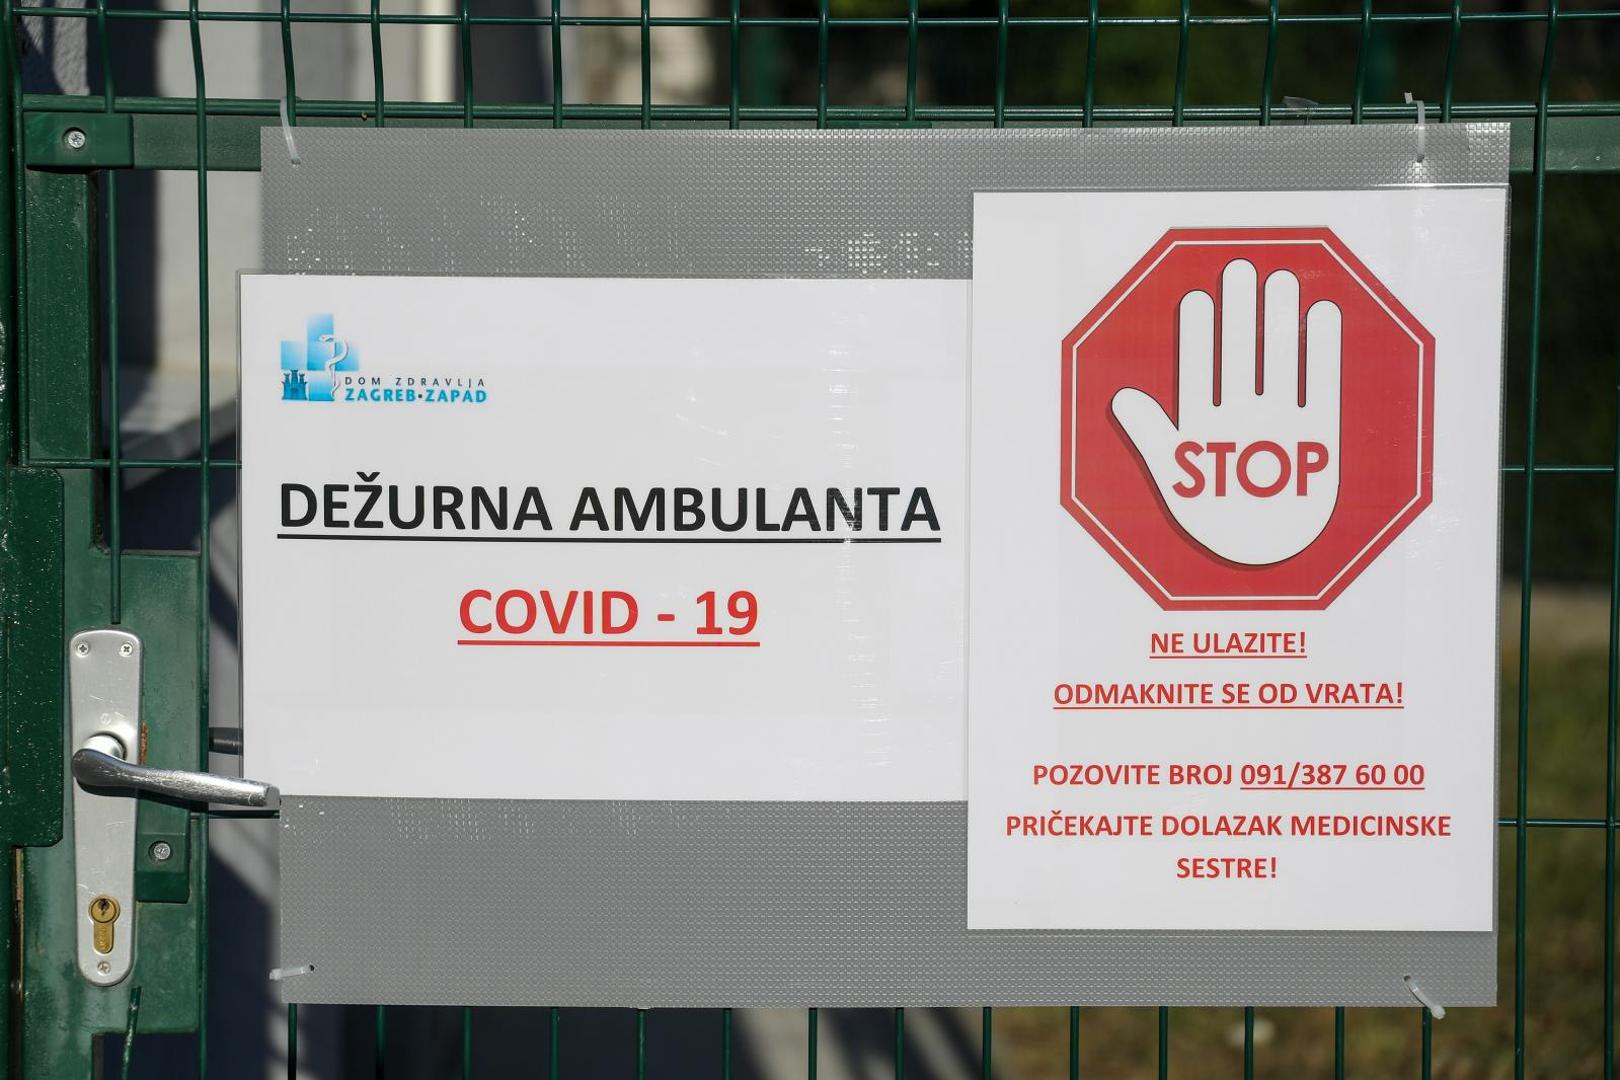 DOM ZDRAVLJA
ZAGREB•ZAPAD
DEŽURNA AMBULANTA
COVID - 19
STOP
NE ULAZITE!
ODMAKNITE SE OD VRATA!
POZOVITE BROJ 091/387 60 00
PRIČEKAJTE DOLAZAK MEDICINSKE
SESTRE!